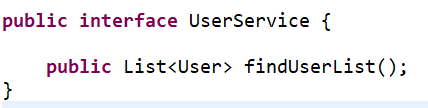 public interface UserService {
    public List<User> findUserList();
}